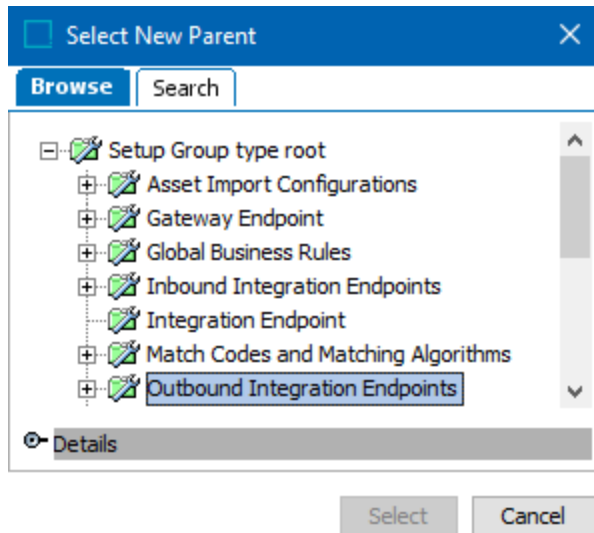 Select New Parent
Browse Search
Setup Group type root
Asset Import Configurations
Gateway Endpoint
Global Business Rules
Inbound Integration Endpoints
Integration Endpoint
Match Codes and Matching Algorithms
Outbound Integration Endpoints
Details
Select Cancel